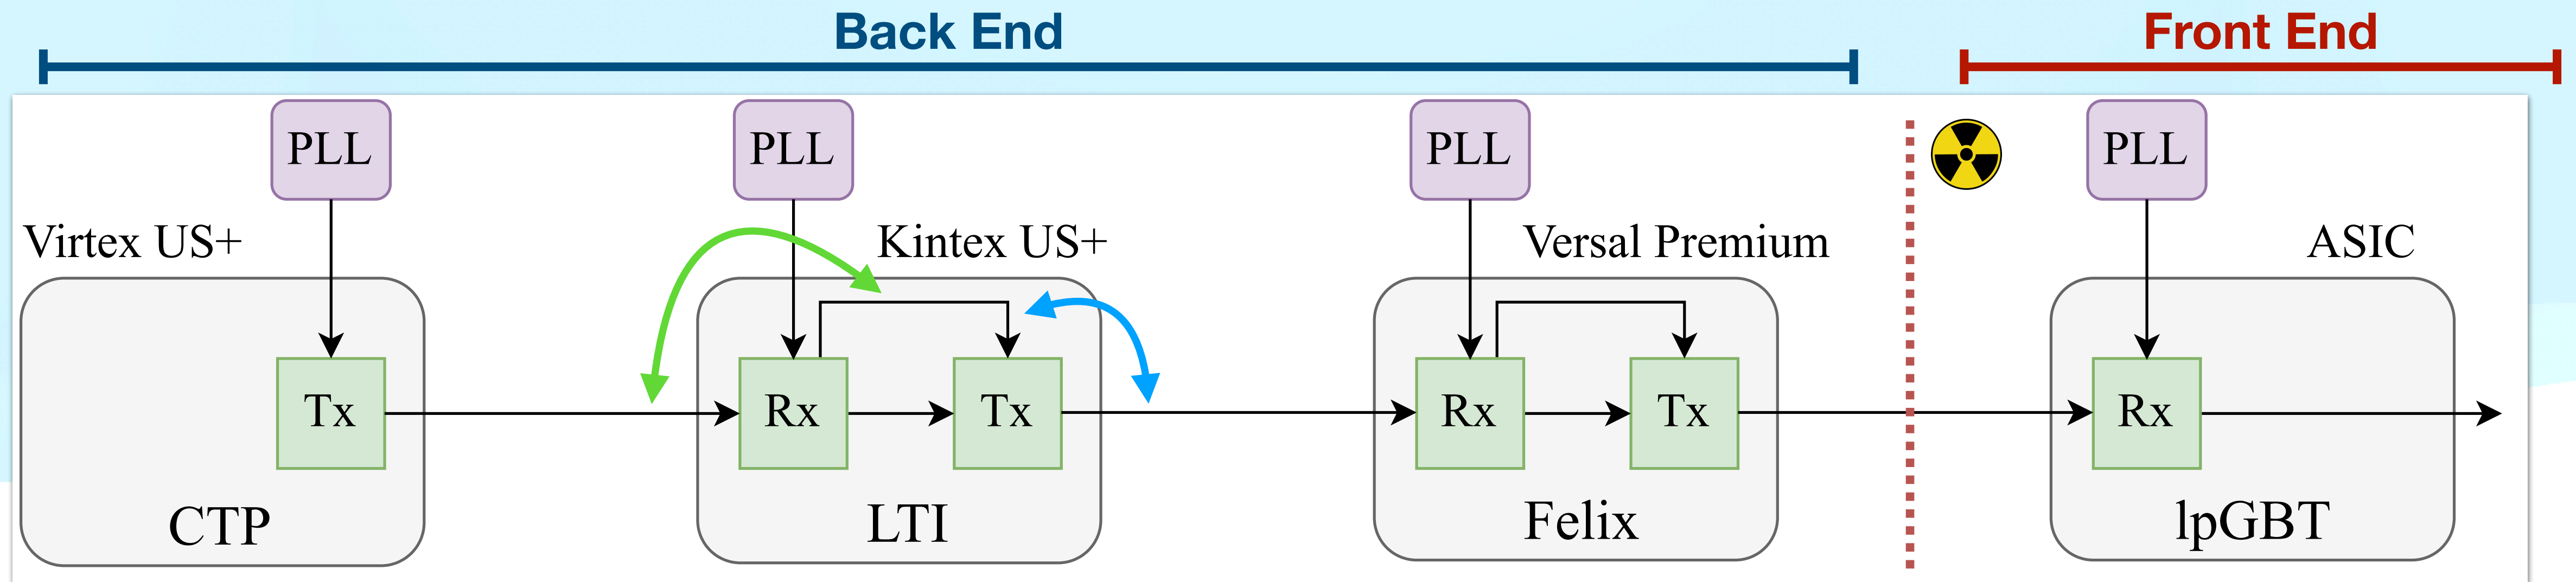 Back End
Front End
PLL
PLL
PLL
PLL
Virtex US+
Kintex US+
Versal Premium
ASIC
Tx
Rx
Tx
Rx
Tx
Rx
CTP
LTI
Felix
lpGBT